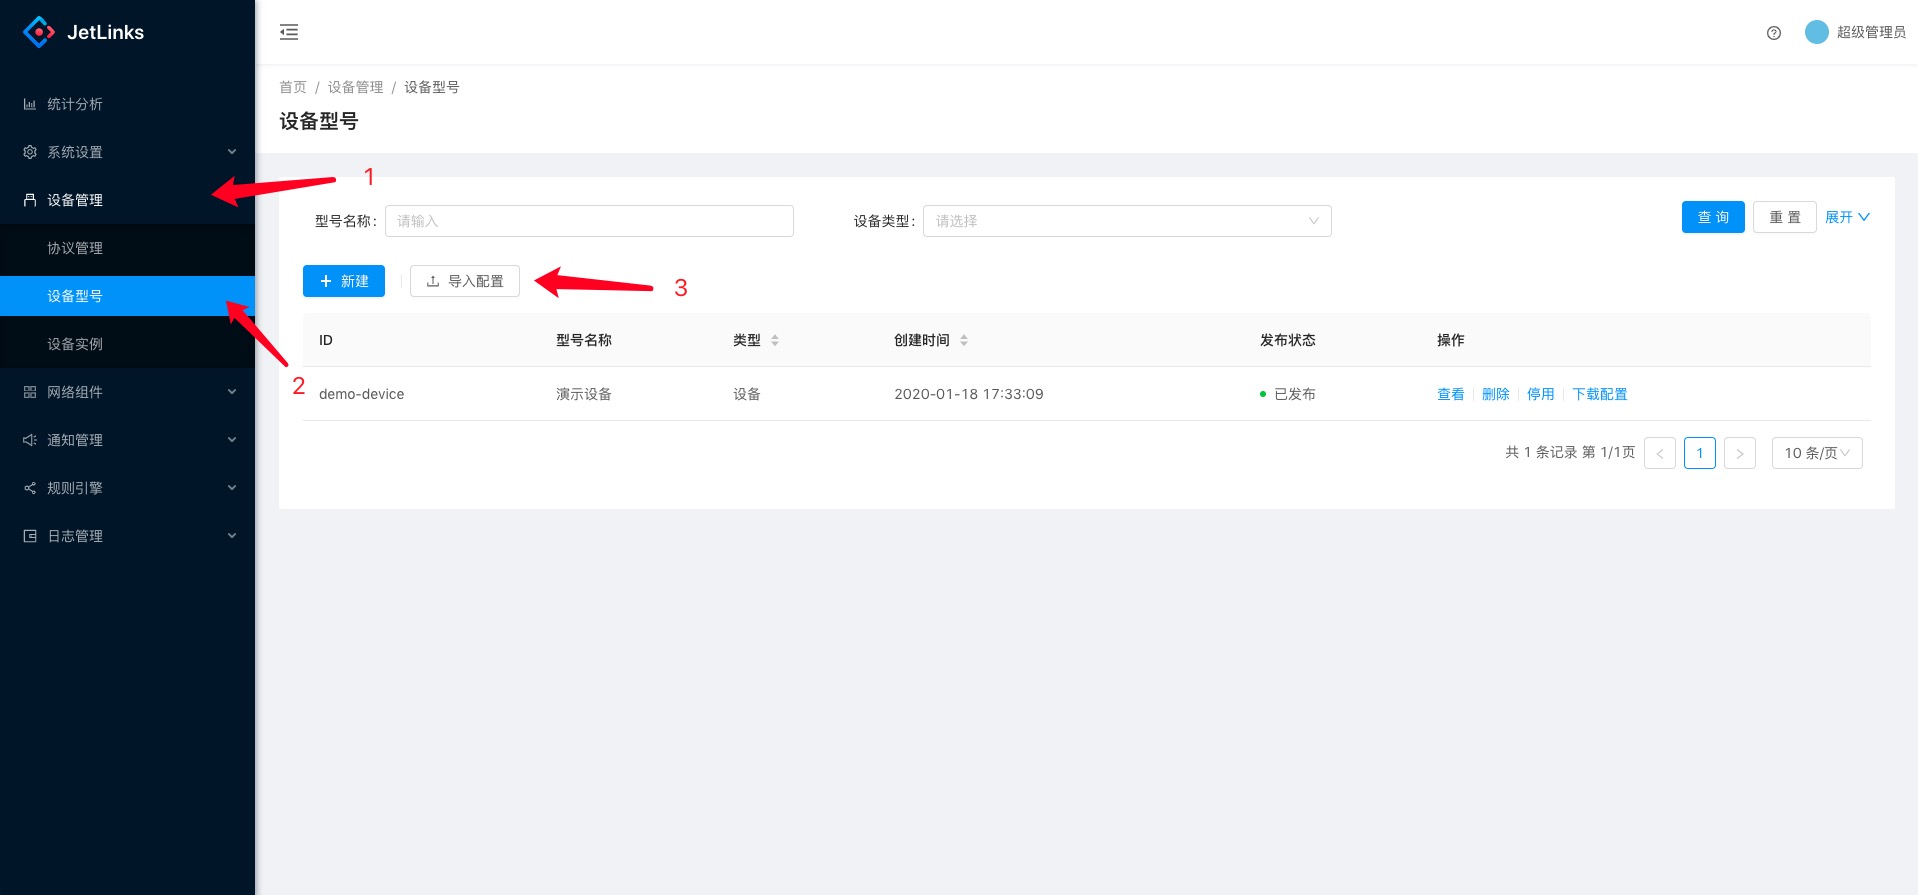 JetLinks
超级管理员
统计分析
系统设置
设备管理
协议管理
设备型号
设备实例
网络组件
通知管理
规则引擎
日志管理
首页 / 设备管理 / 设备型号
设备型号
1
2
3
型号名称: 请输入 设备类型: 请选择 查 询 重 置 展开
新建 导入配置
ID 型号名称 类型 创建时间 发布状态 操作
demo-device 演示设备 设备 2020-01-18 17:33:09 已发布 查看 删除 停用 下载配置
共 1 条记录 第 1/1页 < 1 > 10 条/页